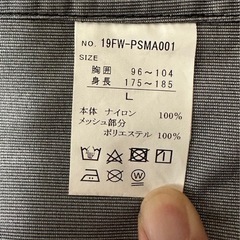 NO. 19FW-PSMA001
SIZE
胸囲 96～104
身長 175～185
L
本体 ナイロン 100%
メッシュ部分
ポリエステル 100%